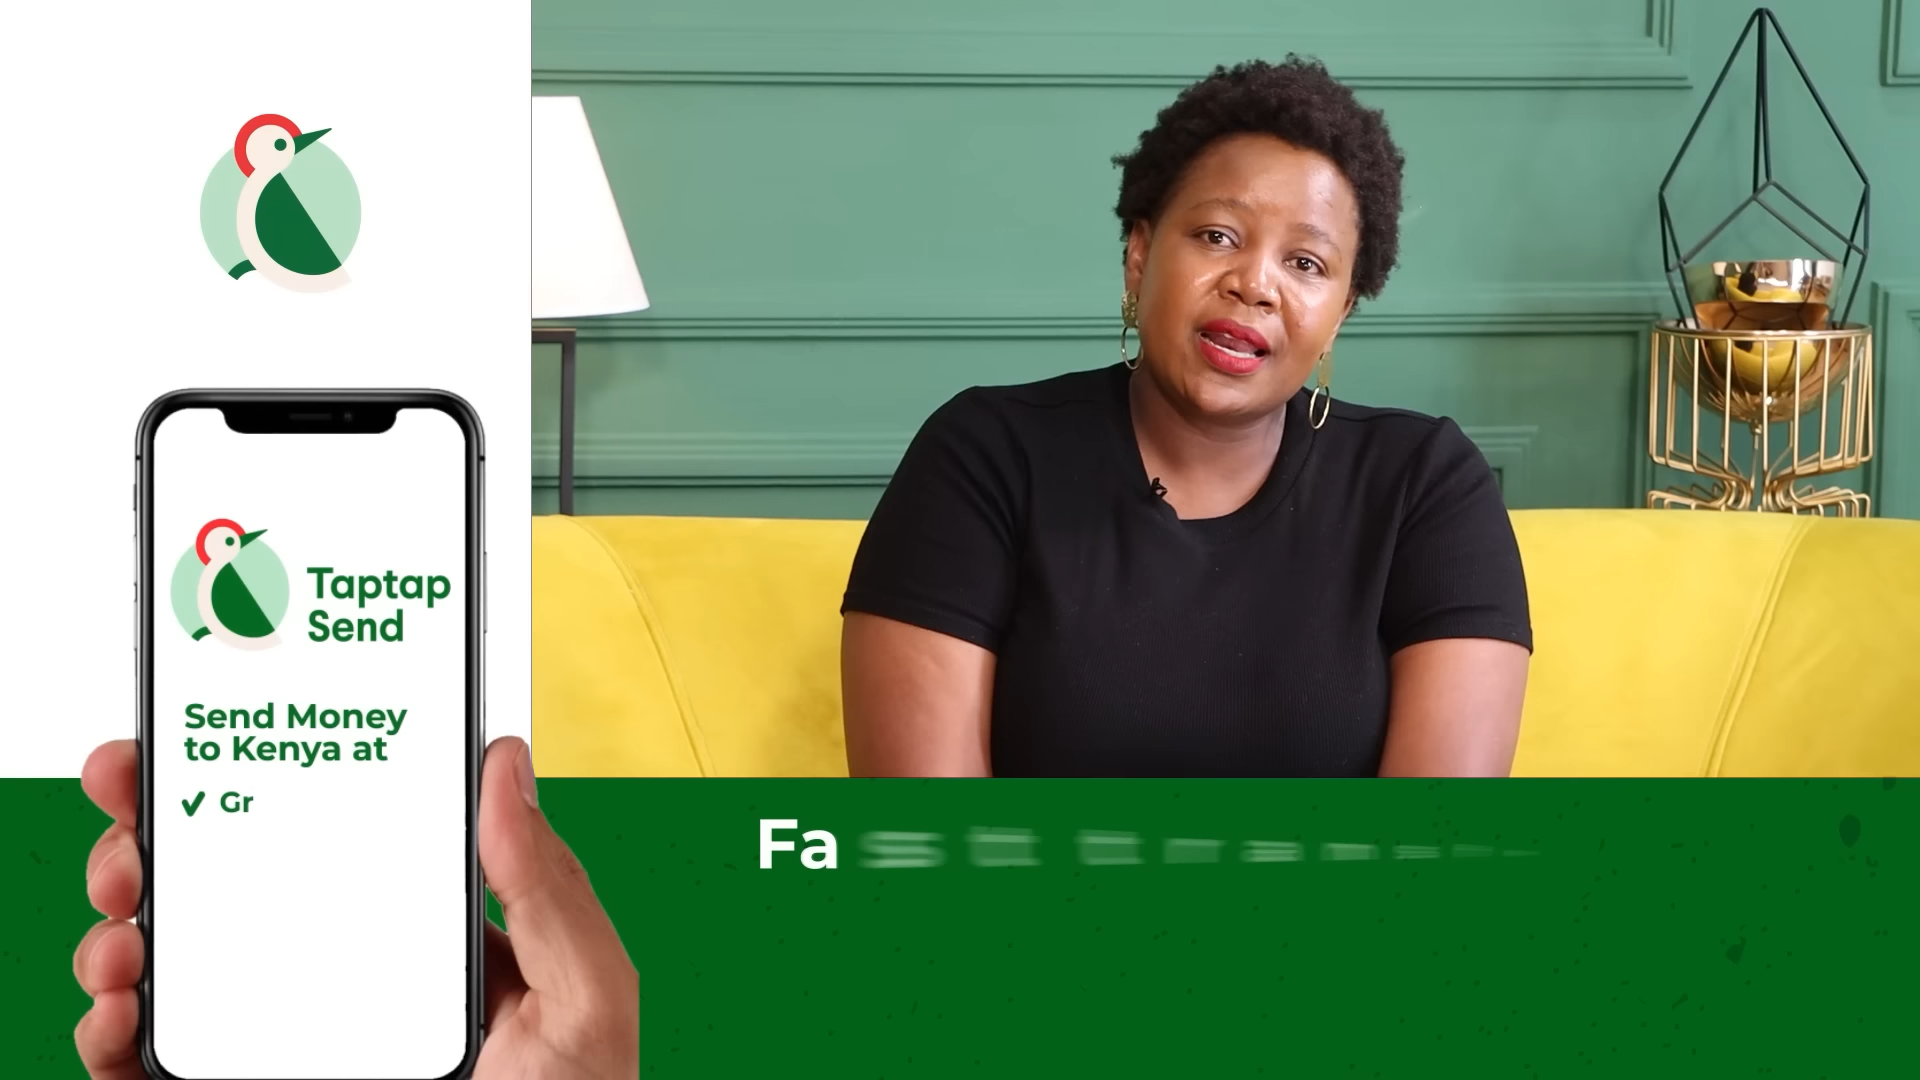 Taptap
Send
Send Money
to Kenya at
✔ Gr
Fa